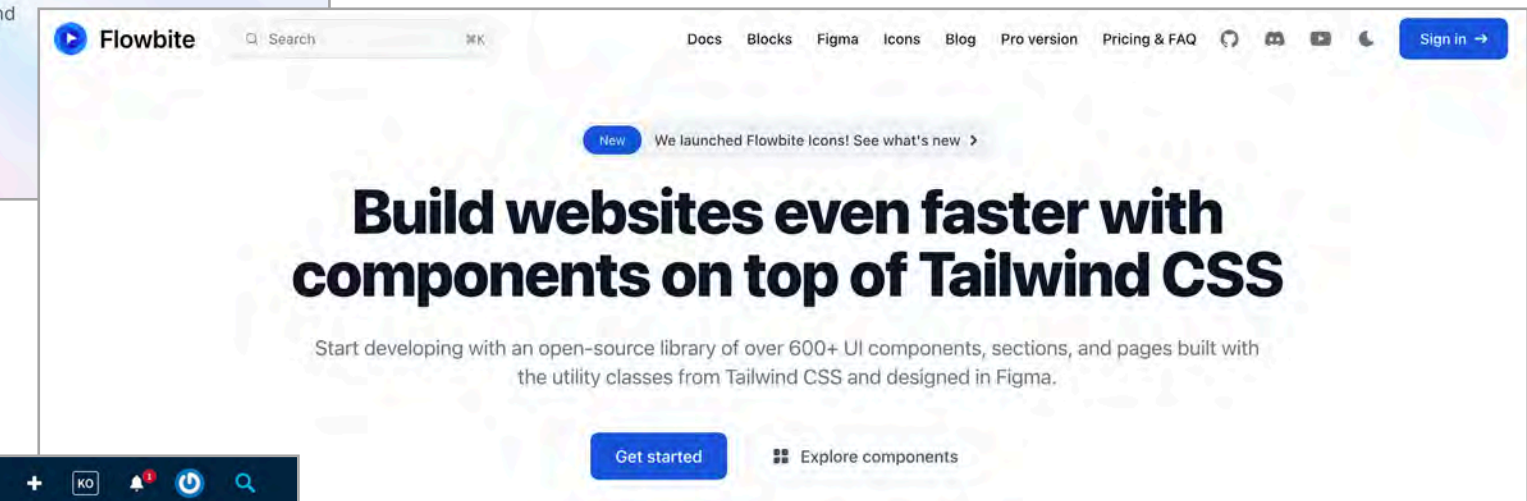 nd
Flowbite
Search
⌘K
Docs Blocks Figma Icons Blog Pro version Pricing & FAQ
Sign in →
New We launched Flowbite Icons! See what's new >
Build websites even faster with
components on top of Tailwind CSS
Start developing with an open-source library of over 600+ UI components, sections, and pages built with
the utility classes from Tailwind CSS and designed in Figma.
Get started
Explore components
+ KO 1